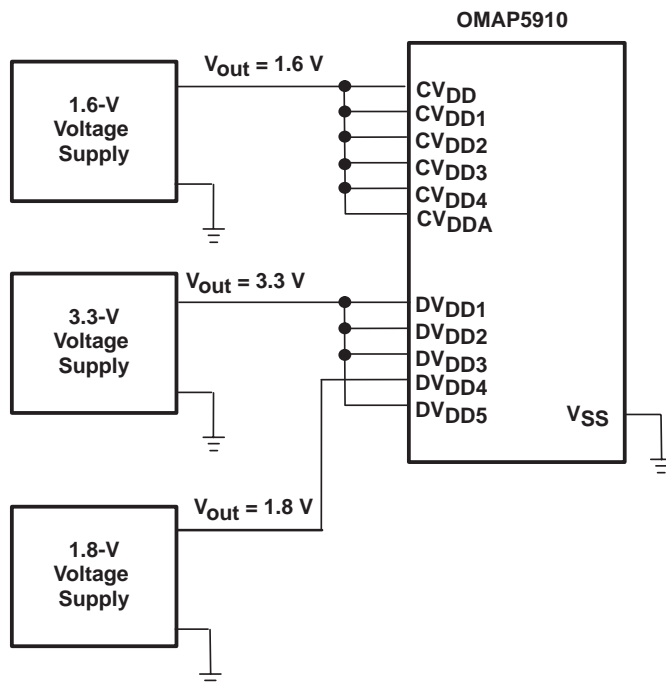 OMAP5910
Vout = 1.6 V
1.6-V
Voltage
Supply
CVDD
CVDD1
CVDD2
CVDD3
CVDD4
CVDDA
Vout = 3.3 V
3.3-V
Voltage
Supply
DVDD1
DVDD2
DVDD3
DVDD4
DVDD5
VSS
Vout = 1.8 V
1.8-V
Voltage
Supply